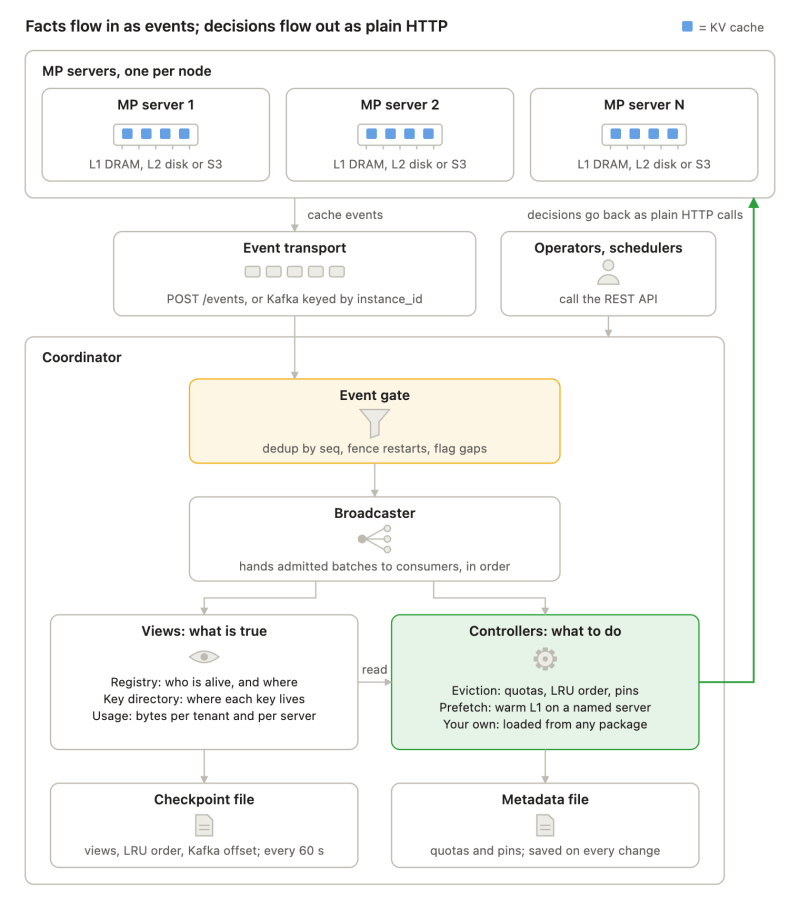 Facts flow in as events; decisions flow out as plain HTTP
= KV cache
MP servers, one per node
MP server 1
L1 DRAM, L2 disk or S3
MP server 2
L1 DRAM, L2 disk or S3
MP server N
L1 DRAM, L2 disk or S3
cache events
decisions go back as plain HTTP calls
Event transport
POST /events, or Kafka keyed by instance_id
Operators, schedulers
call the REST API
Coordinator
Event gate
dedup by seq, fence restarts, flag gaps
Broadcaster
hands admitted batches to consumers, in order
Views: what is true
Registry: who is alive, and where
Key directory: where each key lives
Usage: bytes per tenant and per server
read
Controllers: what to do
Eviction: quotas, LRU order, pins
Prefetch: warm L1 on a named server
Your own: loaded from any package
Checkpoint file
views, LRU order, Kafka offset; every 60 s
Metadata file
quotas and pins; saved on every change